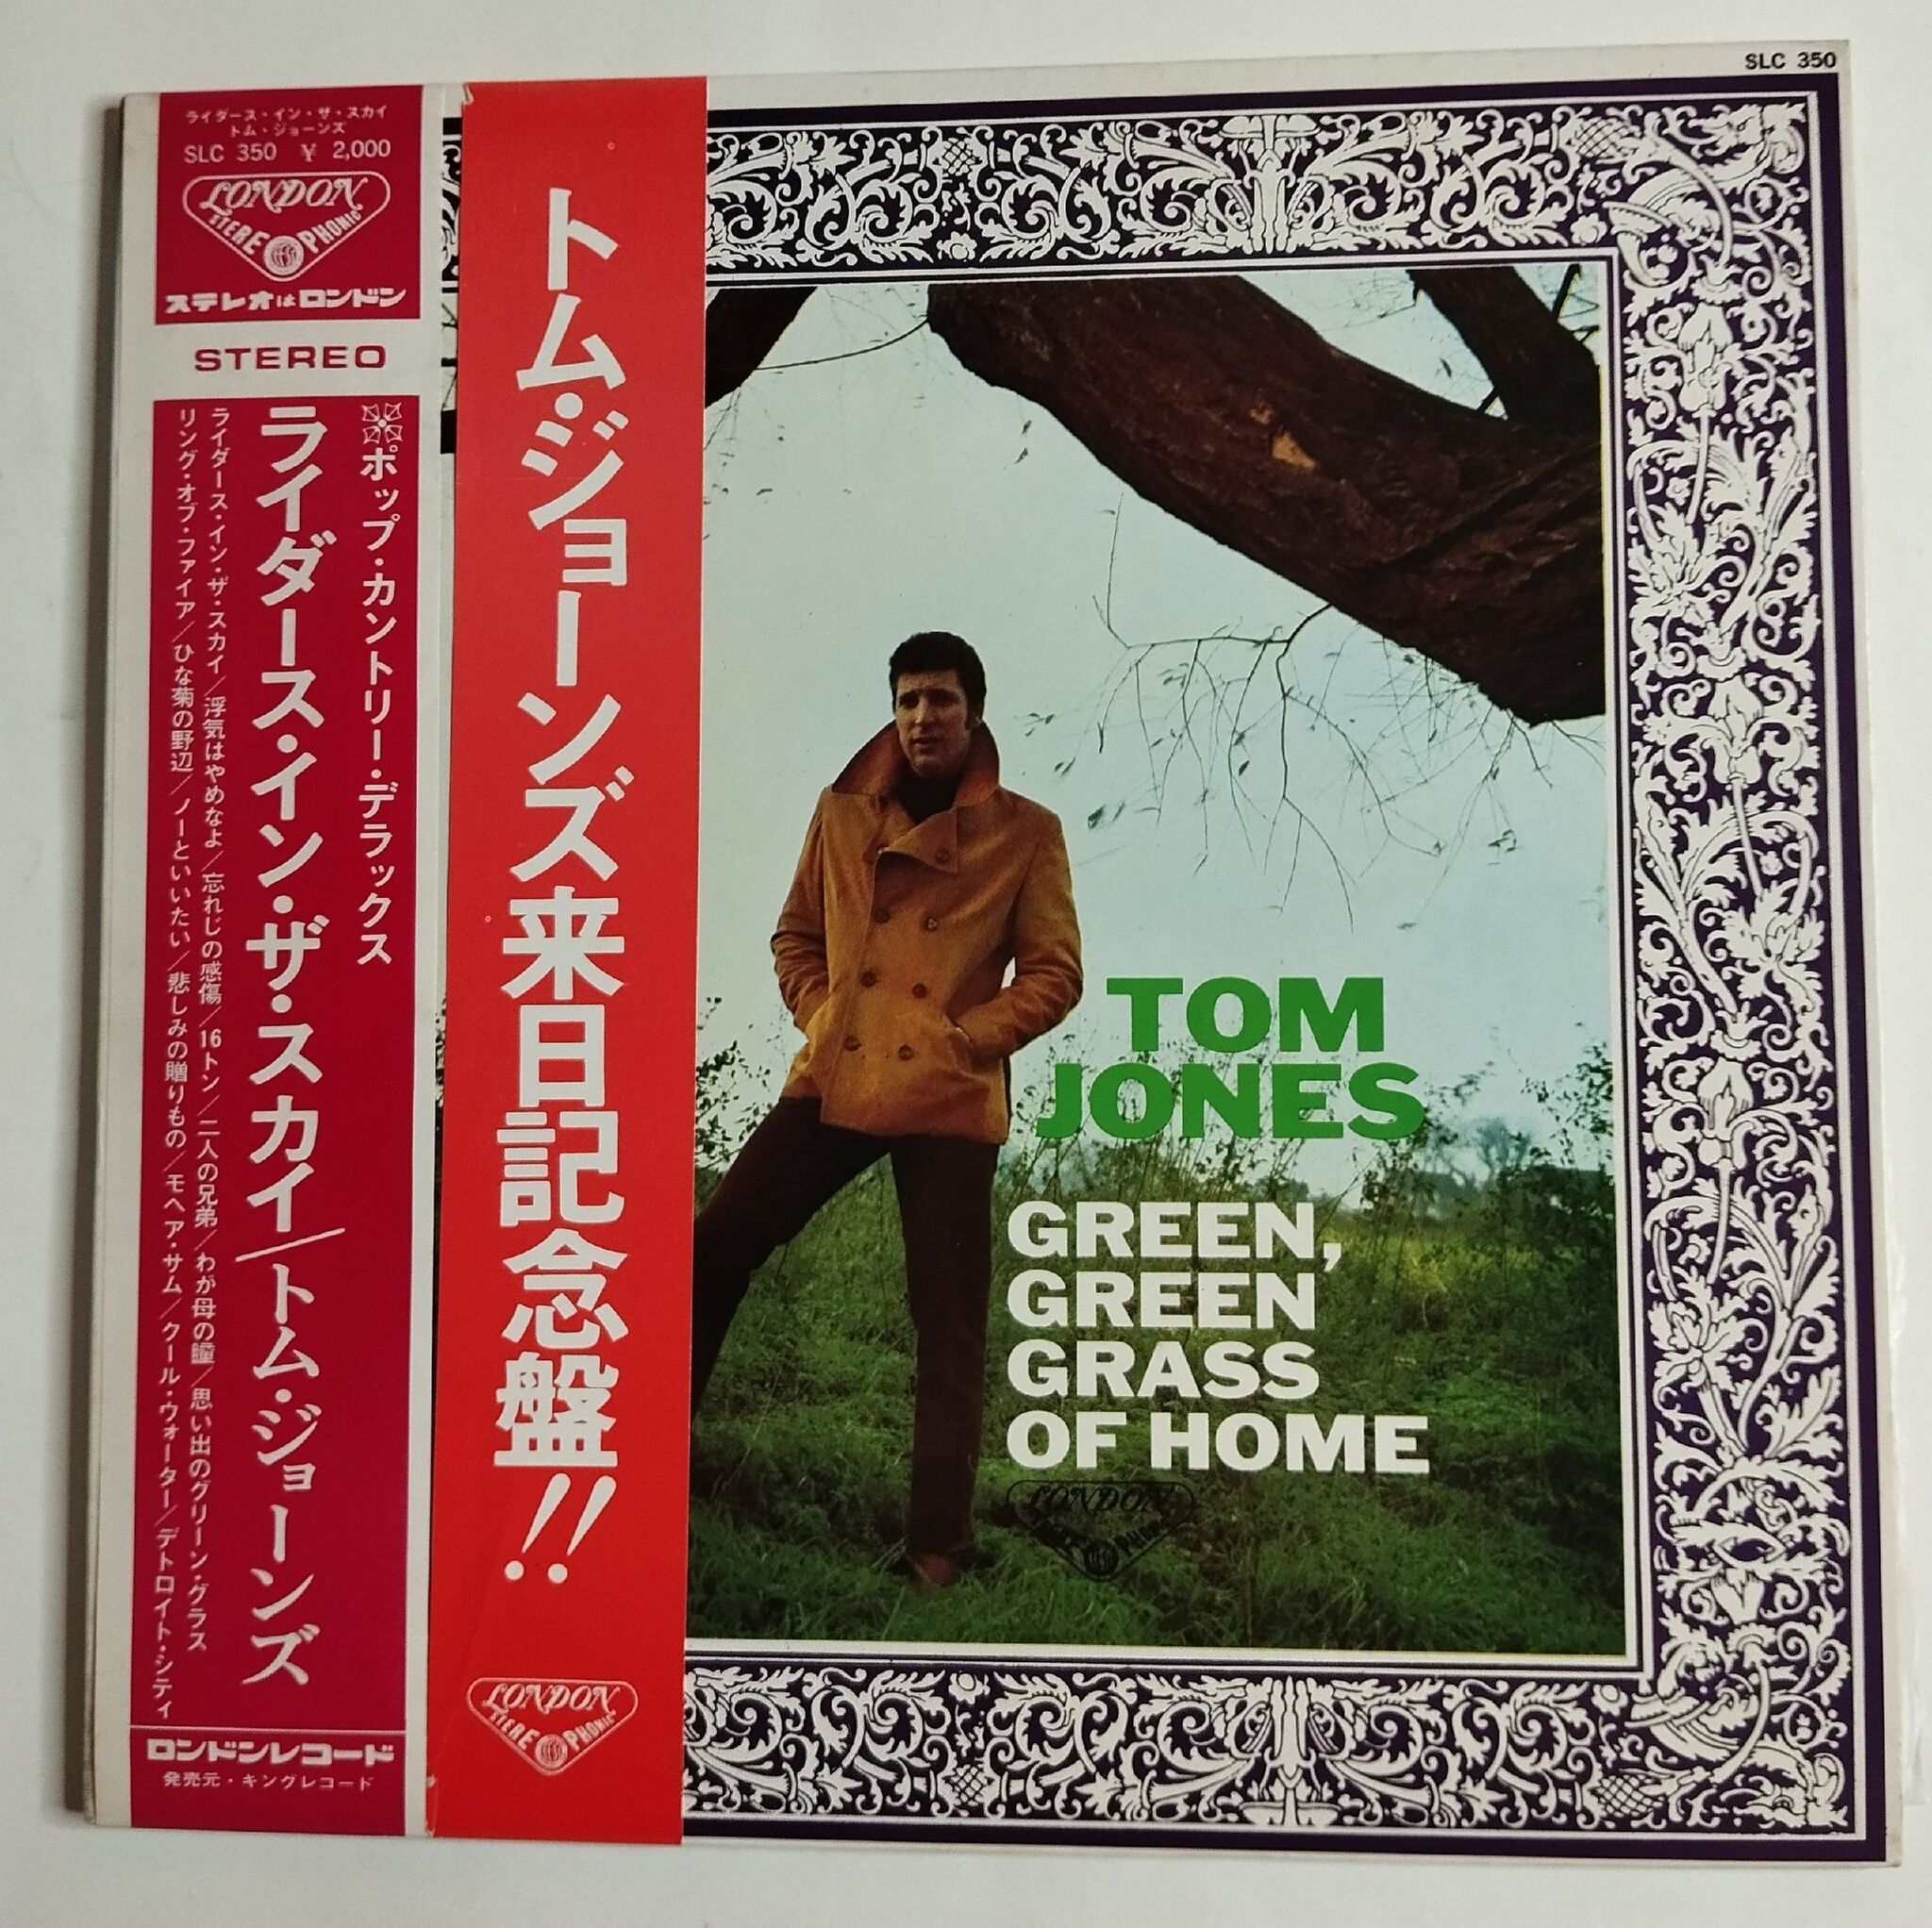 SLC 350
ライダース・イン・ザ・スカイ
トム・ジョーンズ
SLC 350 ¥ 2,000
LONDON
STEREOPHONIC
ステレオはロンドン
STEREO
ポップ・カントリー・デラックス
ライダース・イン・ザ・スカイ/トム・ジョーンズ
ライダース・イン・ザ・スカイ/浮気はやめなよ/忘れじの感傷/16トン/二人の兄弟/わが母の瞳/思い出のグリーン・グラス
リング・オブ・ファイア/ひな菊の野辺/ノーといいたい/悲しみの贈りもの/モヘア・サム/クール・ウォーター/デトロイト・シティ
ロンドンレコード
発売元・キングレコード
トム・ジョーンズ来日記念盤!!
LONDON
STEREOPHONIC
TOM
JONES
GREEN,
GREEN
GRASS
OF HOME
LONDON
STEREOPHONIC